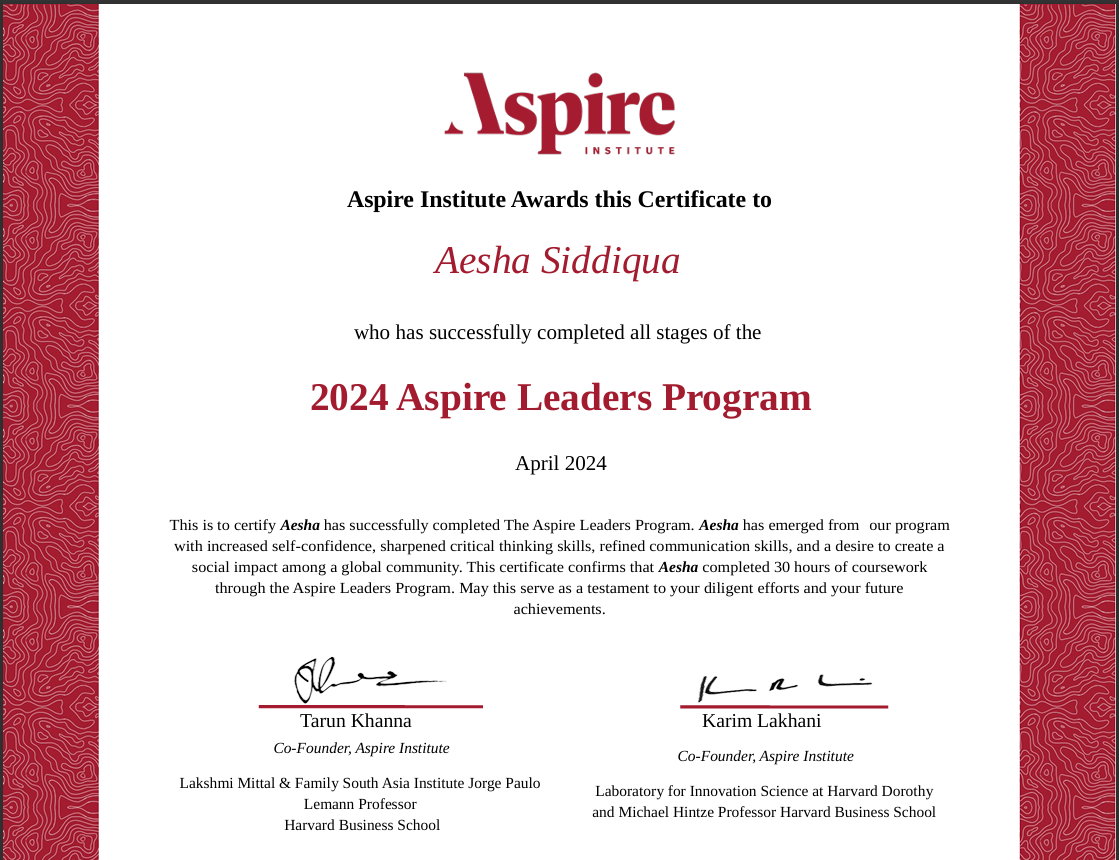 Aspire
INSTITUTE
Aspire Institute Awards this Certificate to
Aesha Siddiqua
who has successfully completed all stages of the
2024 Aspire Leaders Program
April 2024
This is to certify Aesha has successfully completed The Aspire Leaders Program. Aesha has emerged from our program
with increased self-confidence, sharpened critical thinking skills, refined communication skills, and a desire to create a
social impact among a global community. This certificate confirms that Aesha completed 30 hours of coursework
through the Aspire Leaders Program. May this serve as a testament to your diligent efforts and your future
achievements.
Tarun Khanna
Co-Founder, Aspire Institute
Lakshmi Mittal & Family South Asia Institute Jorge Paulo
Lemann Professor
Harvard Business School
Karim Lakhani
Co-Founder, Aspire Institute
Laboratory for Innovation Science at Harvard Dorothy
and Michael Hintze Professor Harvard Business School